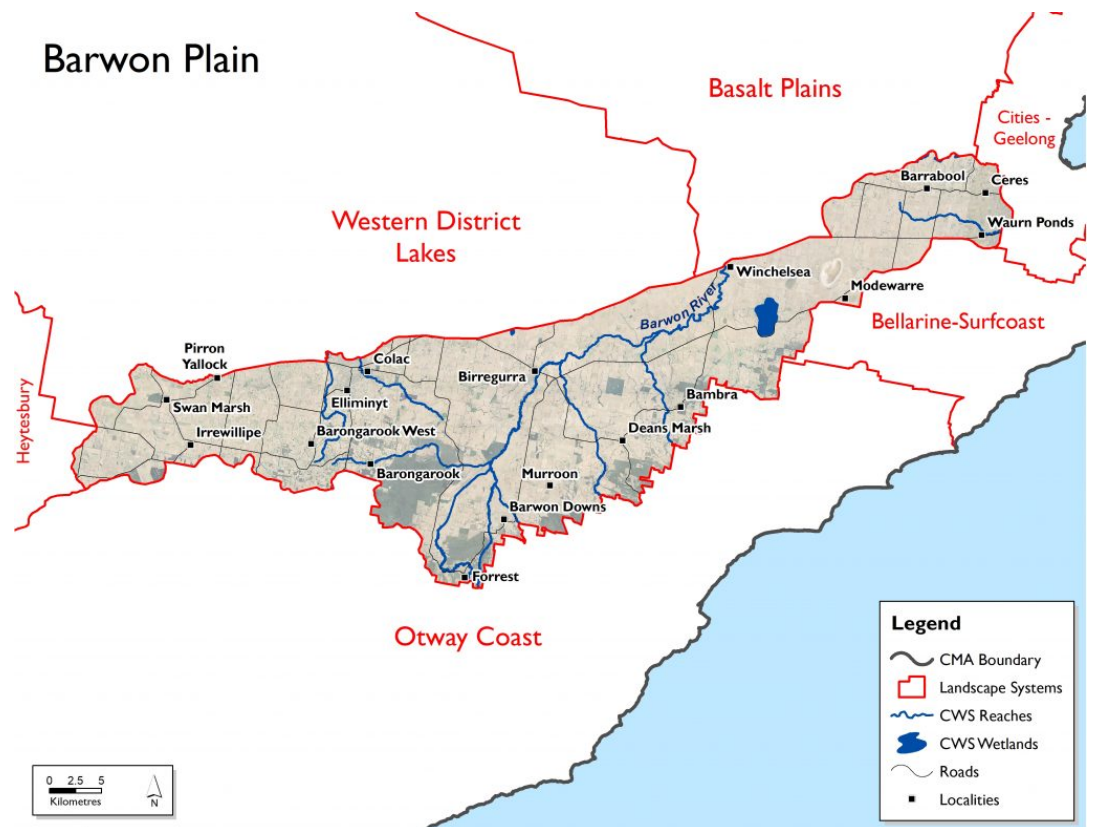 Barwon Plain
Basalt Plains
Cities -
Geelong
Western District
Lakes
Barrabool
Ceres
Waurn Ponds
Winchelsea
Modewarre
Barwon River
Bellarine-Surfcoast
Pirron
Yallock
Colac
Birregurra
Heytesbury
Swan Marsh
Elliminyt
Bambra
Irrewillipe
Barongarook West
Deans Marsh
Barongarook
Murroon
Barwon Downs
Forrest
Otway Coast
Legend
CMA Boundary
Landscape Systems
CWS Reaches
CWS Wetlands
Roads
Localities
0 2.5 5
Kilometres
N